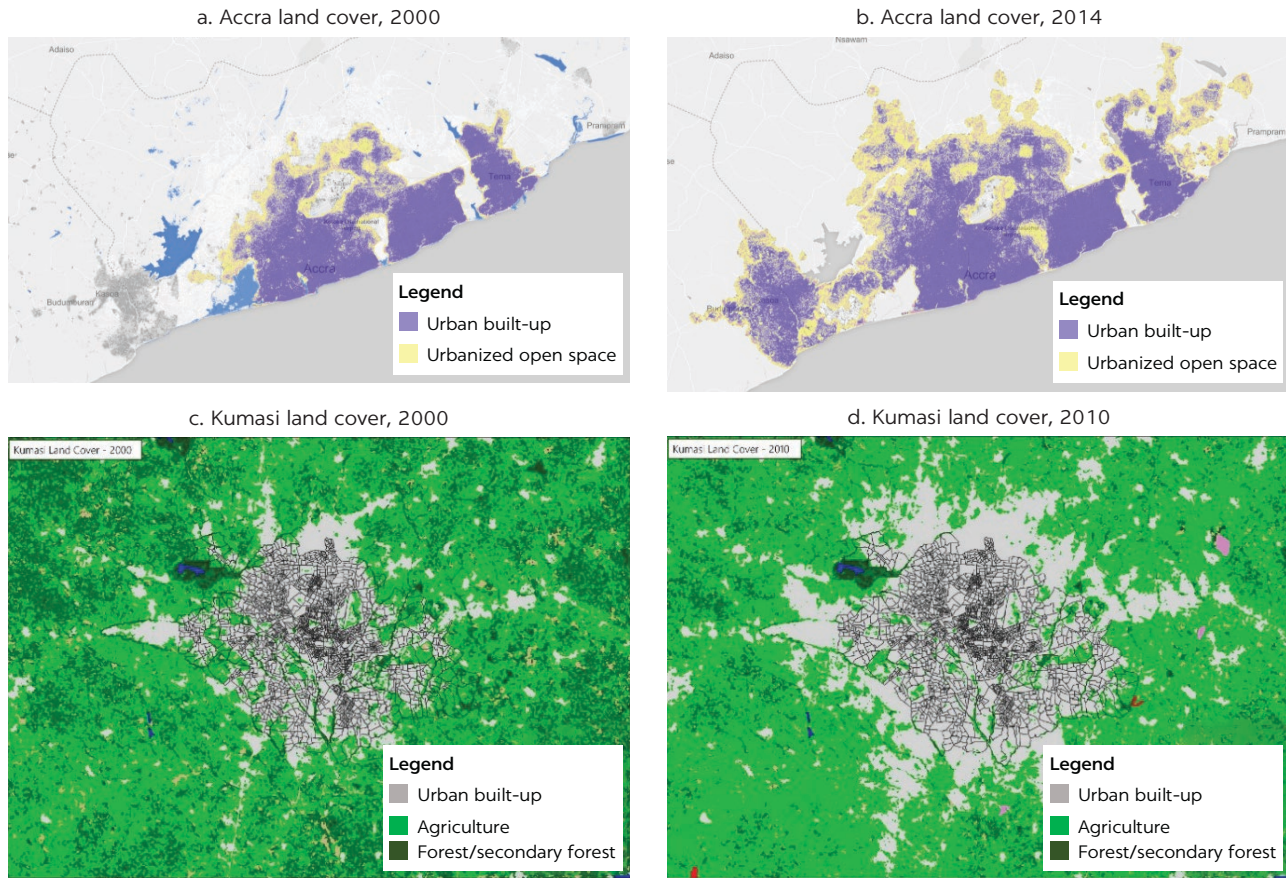 a. Accra land cover, 2000
Adaiso
Tema
Accra
Budumburam
Legend
Urban built-up
Urbanized open space
b. Accra land cover, 2014
Nsawam
Adaiso
Prampram
Tema
Accra
Legend
Urban built-up
Urbanized open space
c. Kumasi land cover, 2000
Kumasi Land Cover - 2000
Legend
Urban built-up
Agriculture
Forest/secondary forest
d. Kumasi land cover, 2010
Kumasi Land Cover - 2010
Legend
Urban built-up
Agriculture
Forest/secondary forest